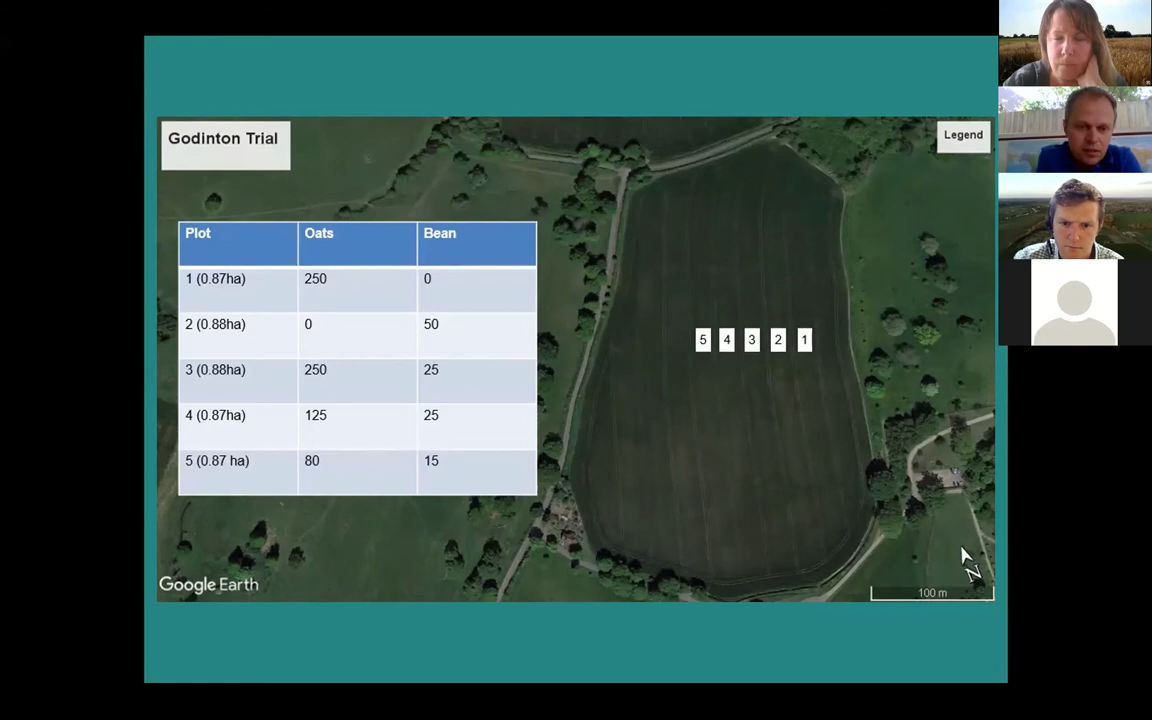 Godinton Trial
Legend
Plot Oats Bean
1 (0.87ha) 250 0
2 (0.88ha) 0 50
3 (0.88ha) 250 25
4 (0.87ha) 125 25
5 (0.87 ha) 80 15
5 4 3 2 1
N
Google Earth
100 m